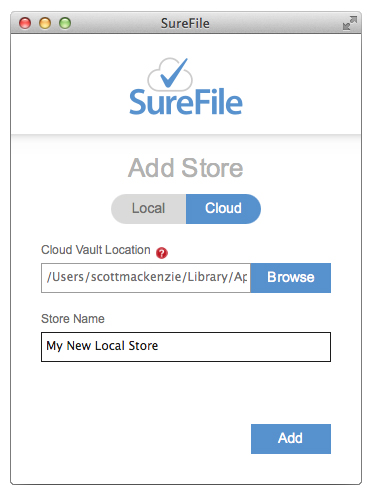 SureFile
SureFile
Add Store
Local Cloud
Cloud Vault Location ?
/Users/scottmackenzie/Library/Ap Browse
Store Name
My New Local Store
Add